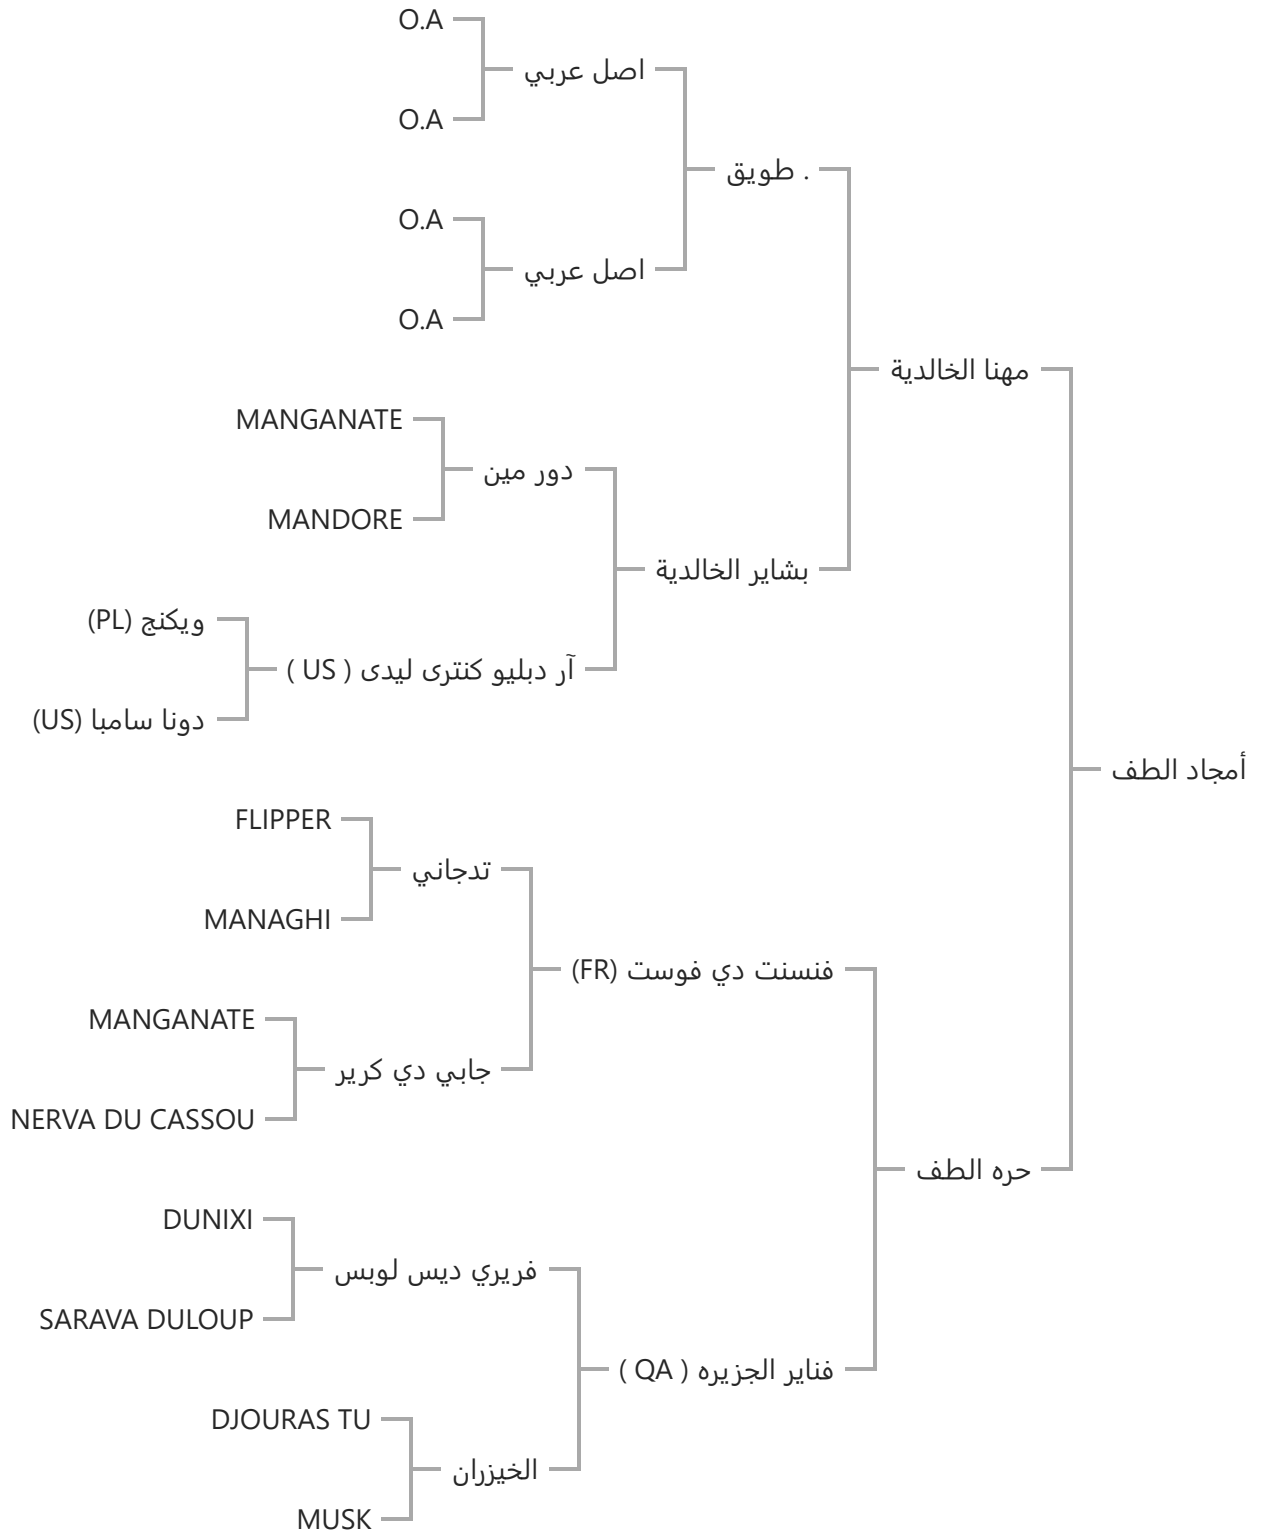 O.A
اصل عربي
O.A
. طويق
O.A
اصل عربي
O.A
مهنا الخالدية
MANGANATE
دور مين
MANDORE
بشاير الخالدية
ويكنج (PL)
آر دبليو كنترى ليدى ( US )
دونا سامبا (US)
أمجاد الطف
FLIPPER
تدجاني
MANAGHI
فنسنت دي فوست (FR)
MANGANATE
جابي دي كرير
NERVA DU CASSOU
حره الطف
DUNIXI
فريري ديس لوبس
SARAVA DULOUP
فناير الجزيره ( QA )
DJOURAS TU
الخيزران
MUSK